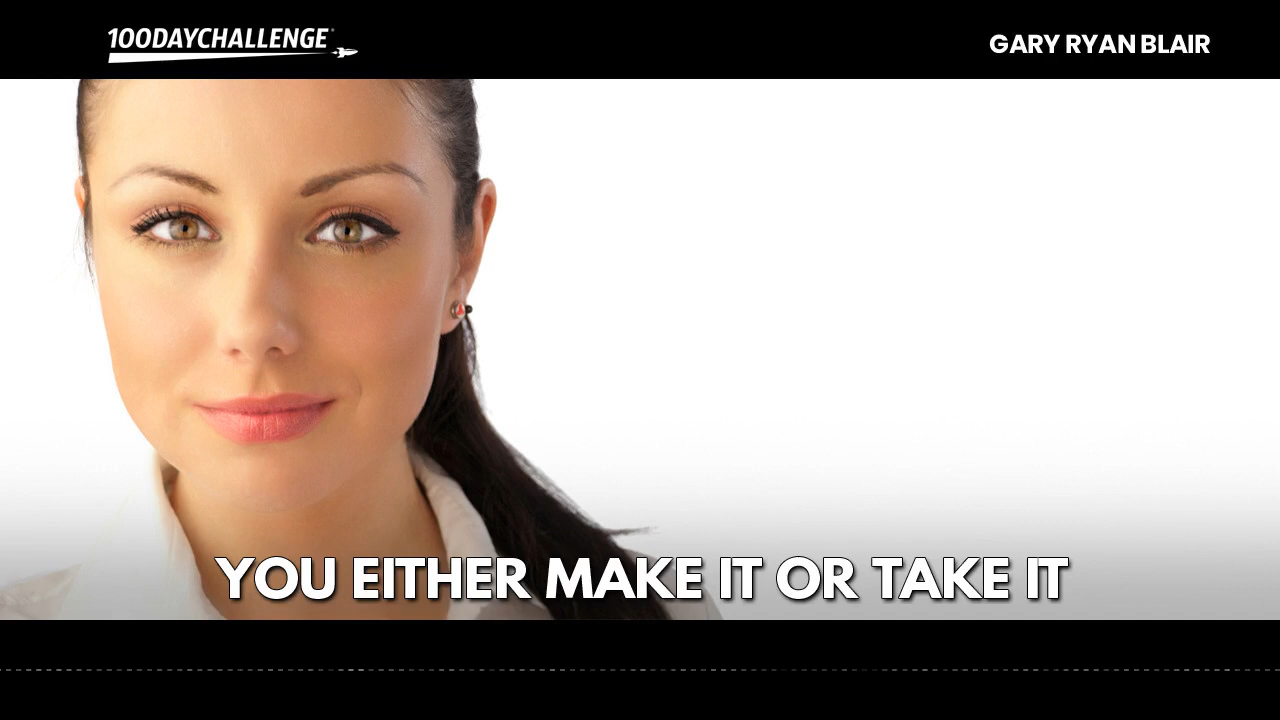 100DAYCHALLENGE®
GARY RYAN BLAIR
YOU EITHER MAKE IT OR TAKE IT